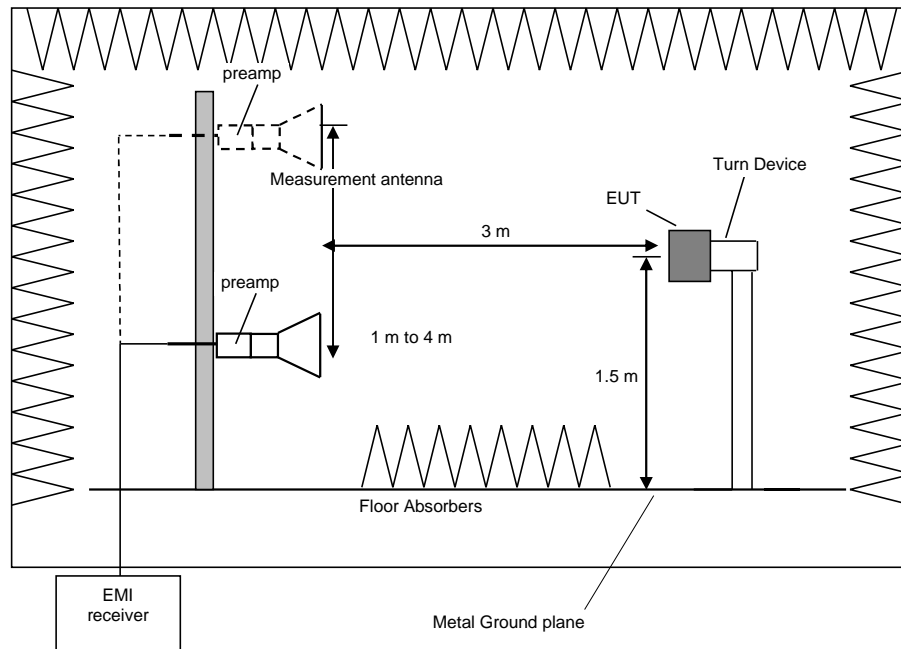 preamp
Measurement antenna
Turn Device
EUT
3 m
preamp
1 m to 4 m
1.5 m
Floor Absorbers
EMI
receiver
Metal Ground plane